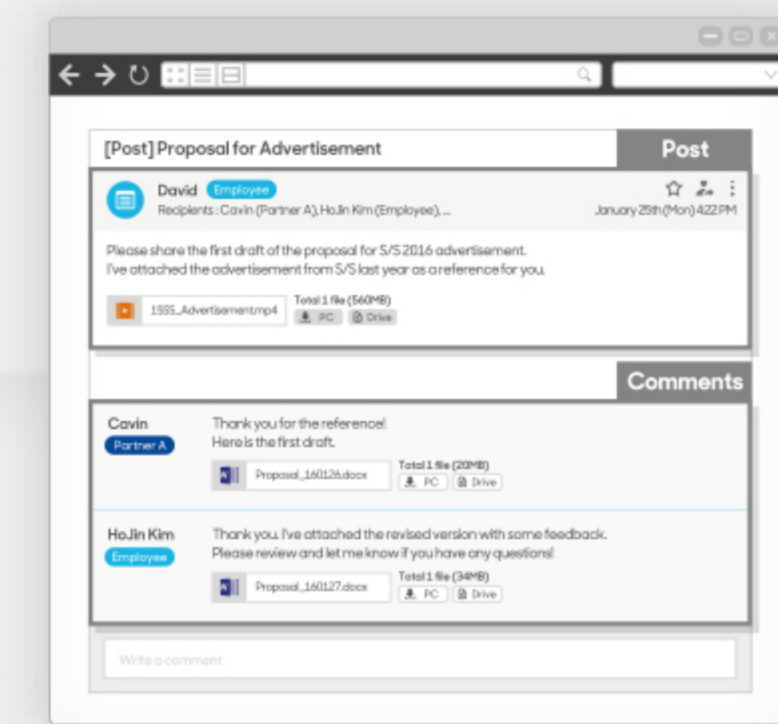 [Post] Proposal for Advertisement
Post
David Employee
Recipients : Cavin (Partner A), HoJin Kim (Employee), ...
January 25th (Mon) 4:22 PM
Please share the first draft of the proposal for S/S 2016 advertisement.
I've attached the advertisement from S/S last year as a reference for you.
15SS_Advertisement.mp4
Total 1 file (560MB)
PC Drive
Comments
Cavin
Partner A
Thank you for the reference!
Here is the first draft.
Proposal_160126.docx
Total 1 file (20MB)
PC Drive
HoJin Kim
Employee
Thank you. I've attached the revised version with some feedback.
Please review and let me know if you have any questions!
Proposal_160127.docx
Total 1 file (34MB)
PC Drive
Write a comment